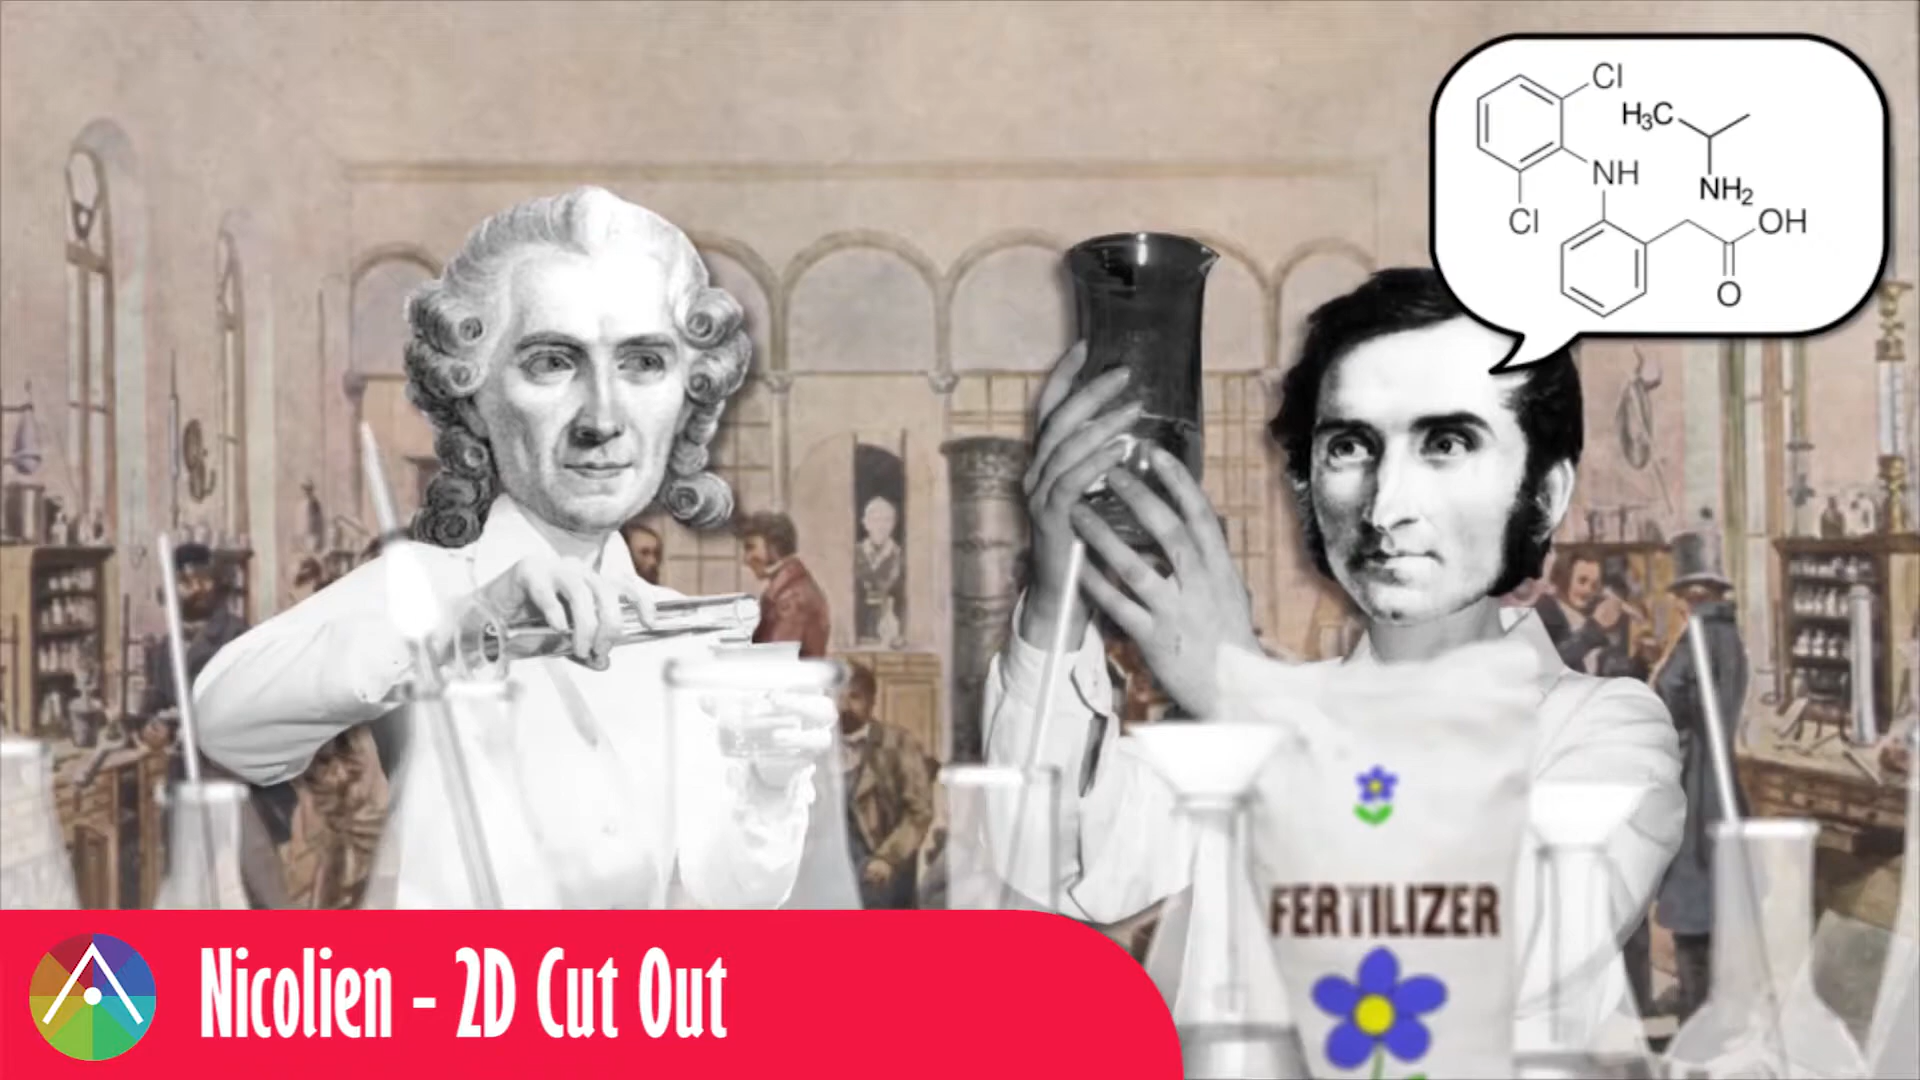 Cl
H₃C
NH
NH₂
Cl
OH
O
FERTILIZER
Nicolien - 2D Cut Out